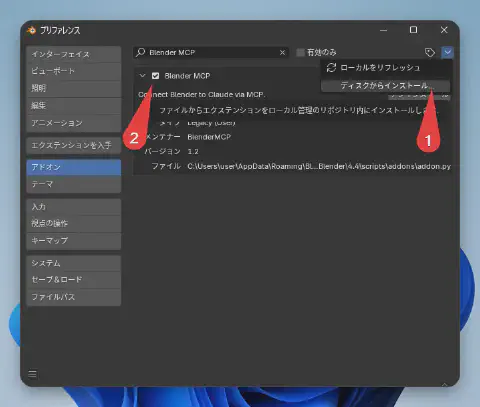 プリファレンス
インターフェイス
ビューポート
照明
編集
アニメーション
エクステンションを入手
アドオン
テーマ
入力
視点の操作
キーマップ
システム
セーブ＆ロード
ファイルパス
Blender MCP
有効のみ
ローカルをリフレッシュ
ディスクからインストール...
Blender MCP
Connect Blender to Claude via MCP.
ファイルからエクステンションをローカル管理のリポジトリ内にインストールします.
Legacy (User)
メンテナー BlenderMCP
バージョン 1.2
ファイル C:\Users\user\AppData\Roaming\Bl...Blender\4.4\scripts\addons\addon.py
1
2